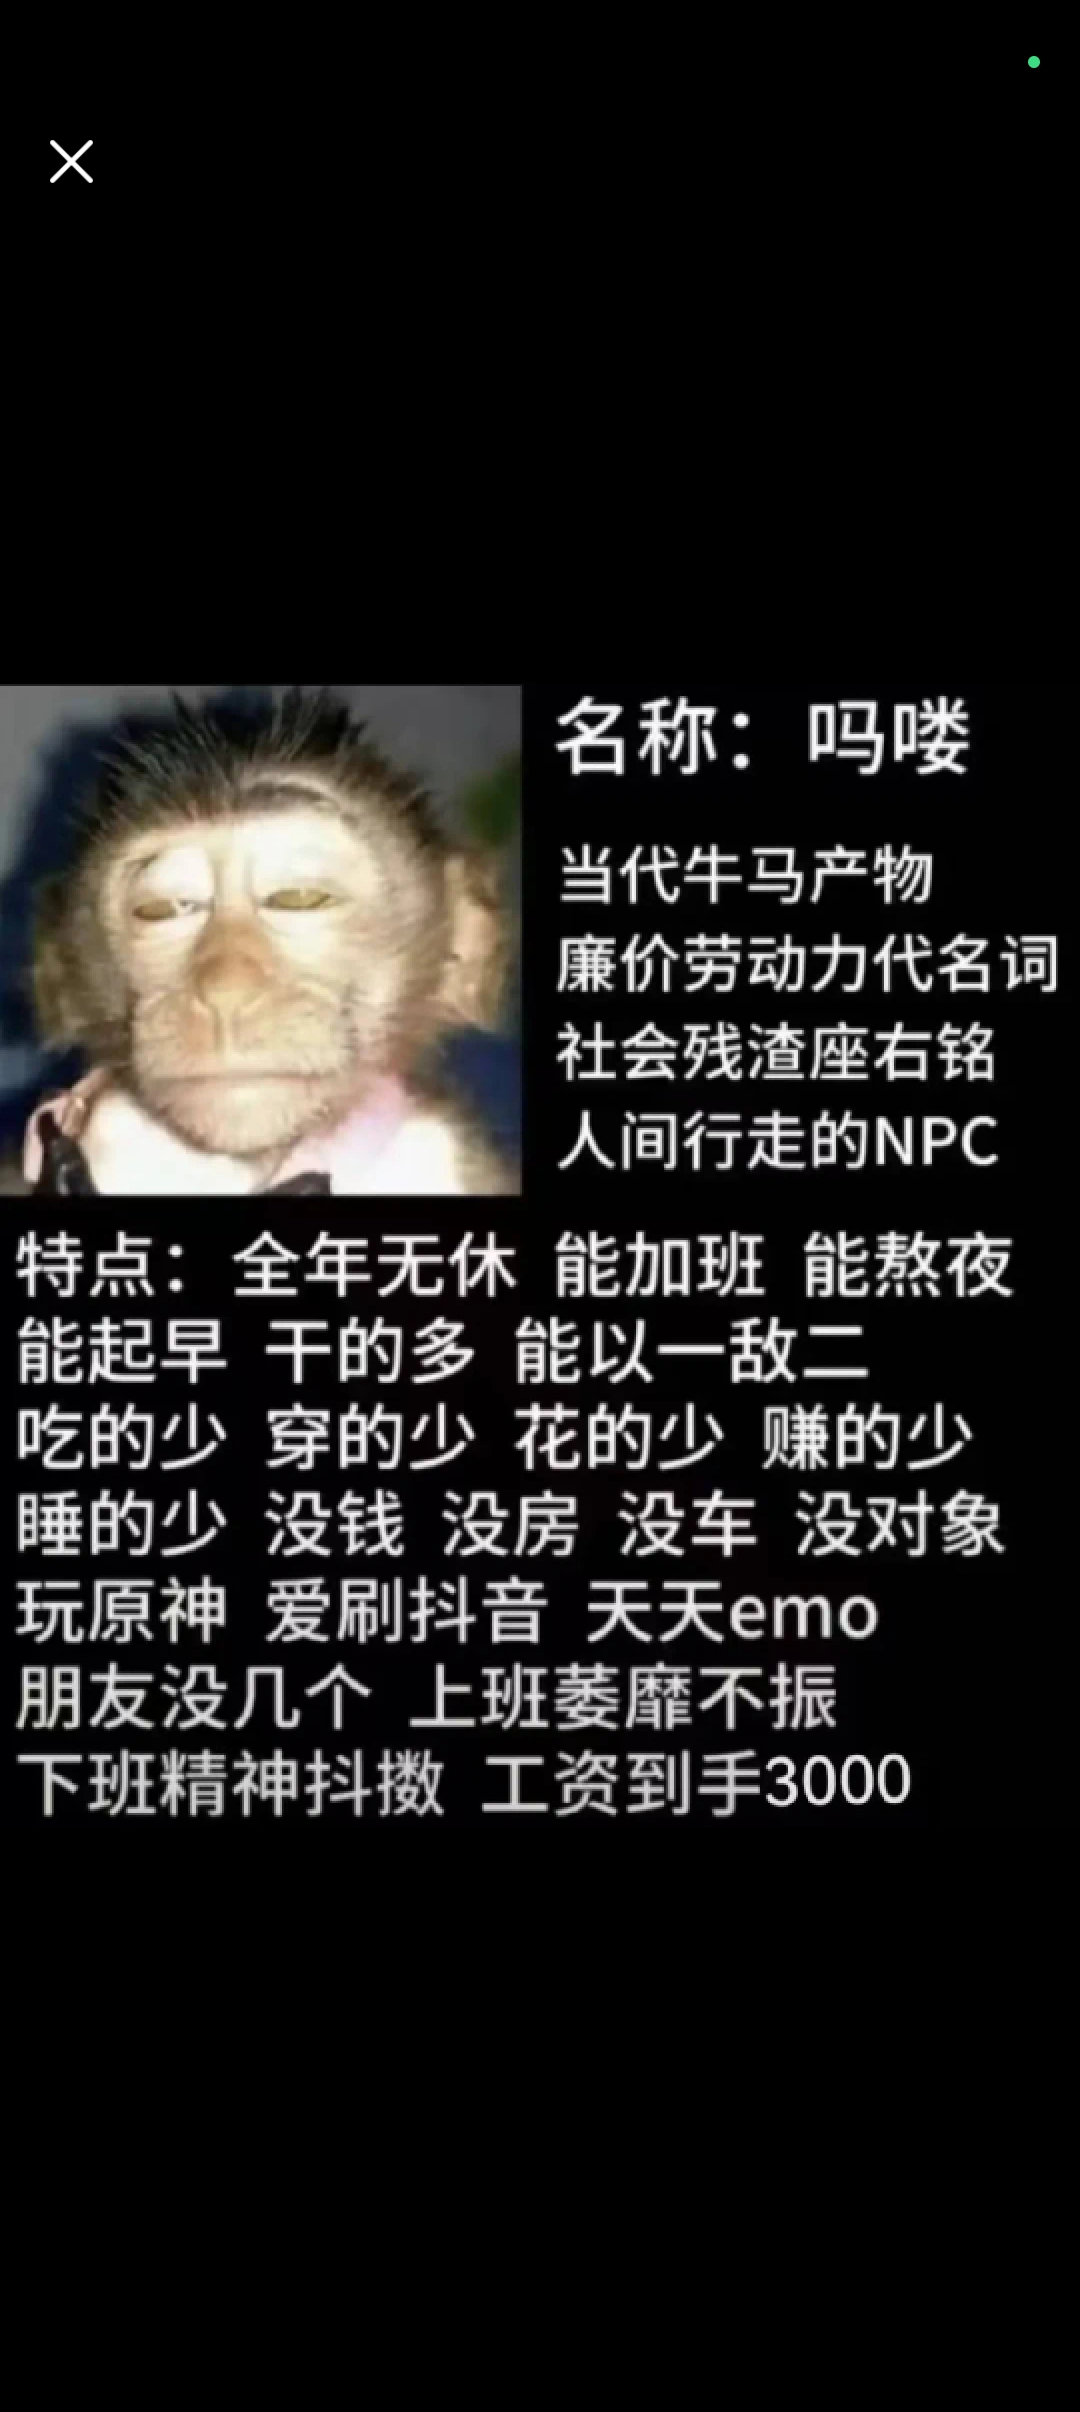 名称：吗喽
当代牛马产物
廉价劳动力代名词
社会残渣座右铭
人间行走的NPC
特点：全年无休 能加班 能熬夜
能起早 干的多 能以一敌二
吃的少 穿的少 花的少 赚的少
睡的少 没钱 没房 没车 没对象
玩原神 爱刷抖音 天天emo
朋友没几个 上班萎靡不振
下班精神抖擞 工资到手3000